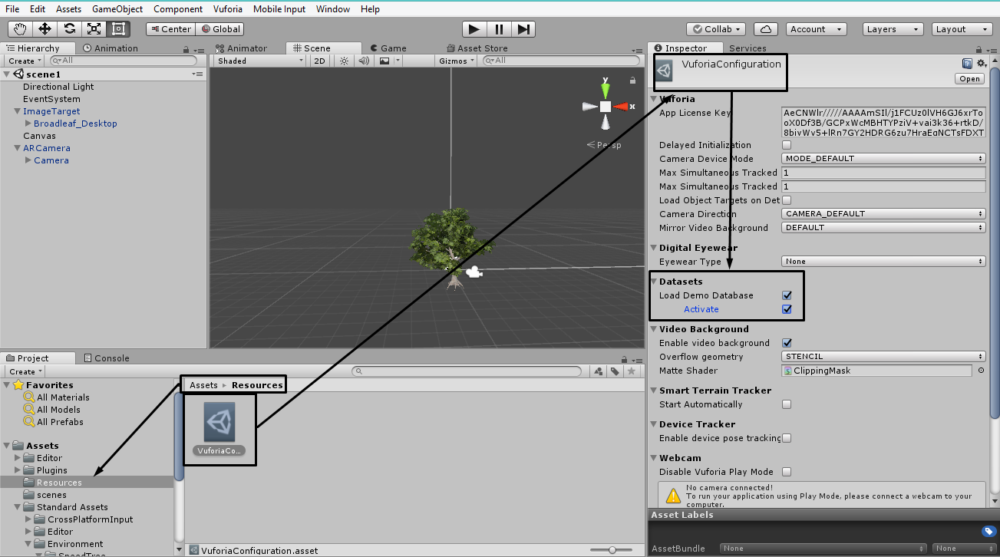 File Edit Assets GameObject Component Vuforia Mobile Input Window Help
Center Global
Collab Account Layers Layout
Hierarchy Animation
Create All
scene1
Directional Light
EventSystem
ImageTarget
Broadleaf_Desktop
Canvas
ARCamera
Camera
Animator Scene Game Asset Store
Shaded 2D Gizmos All
y
x
Persp
Project Console
Create
Favorites
All Materials
All Models
All Prefabs
Assets
Editor
Plugins
Resources
scenes
Standard Assets
CrossPlatformInput
Editor
Environment
SpeedTree
Assets Resources
VuforiaCo...
VuforiaConfiguration.asset
Inspector Services
VuforiaConfiguration
Open
Vuforia
App License Key
AeCNWlr/////AAAAmSIl/j1FCUz0lVH6GJ6xrTo
oX0Df3B/GCPxWcMBHTYPziV+vai3k36+rtkD/
8bivWv5+lRn7GY2HDRG6zu7HraEqNCTsFDXT
Delayed Initialization
Camera Device Mode MODE_DEFAULT
Max Simultaneous Tracked 1
Max Simultaneous Tracked 1
Load Object Targets on Det
Camera Direction CAMERA_DEFAULT
Mirror Video Background DEFAULT
Digital Eyewear
Eyewear Type None
Datasets
Load Demo Database
Activate
Video Background
Enable video background
Overflow geometry STENCIL
Matte Shader ClippingMask
Smart Terrain Tracker
Start Automatically
Device Tracker
Enable device pose tracking
Webcam
Disable Vuforia Play Mode
No camera connected!
To run your application using Play Mode, please connect a webcam to your
computer.
Asset Labels
AssetBundle None None